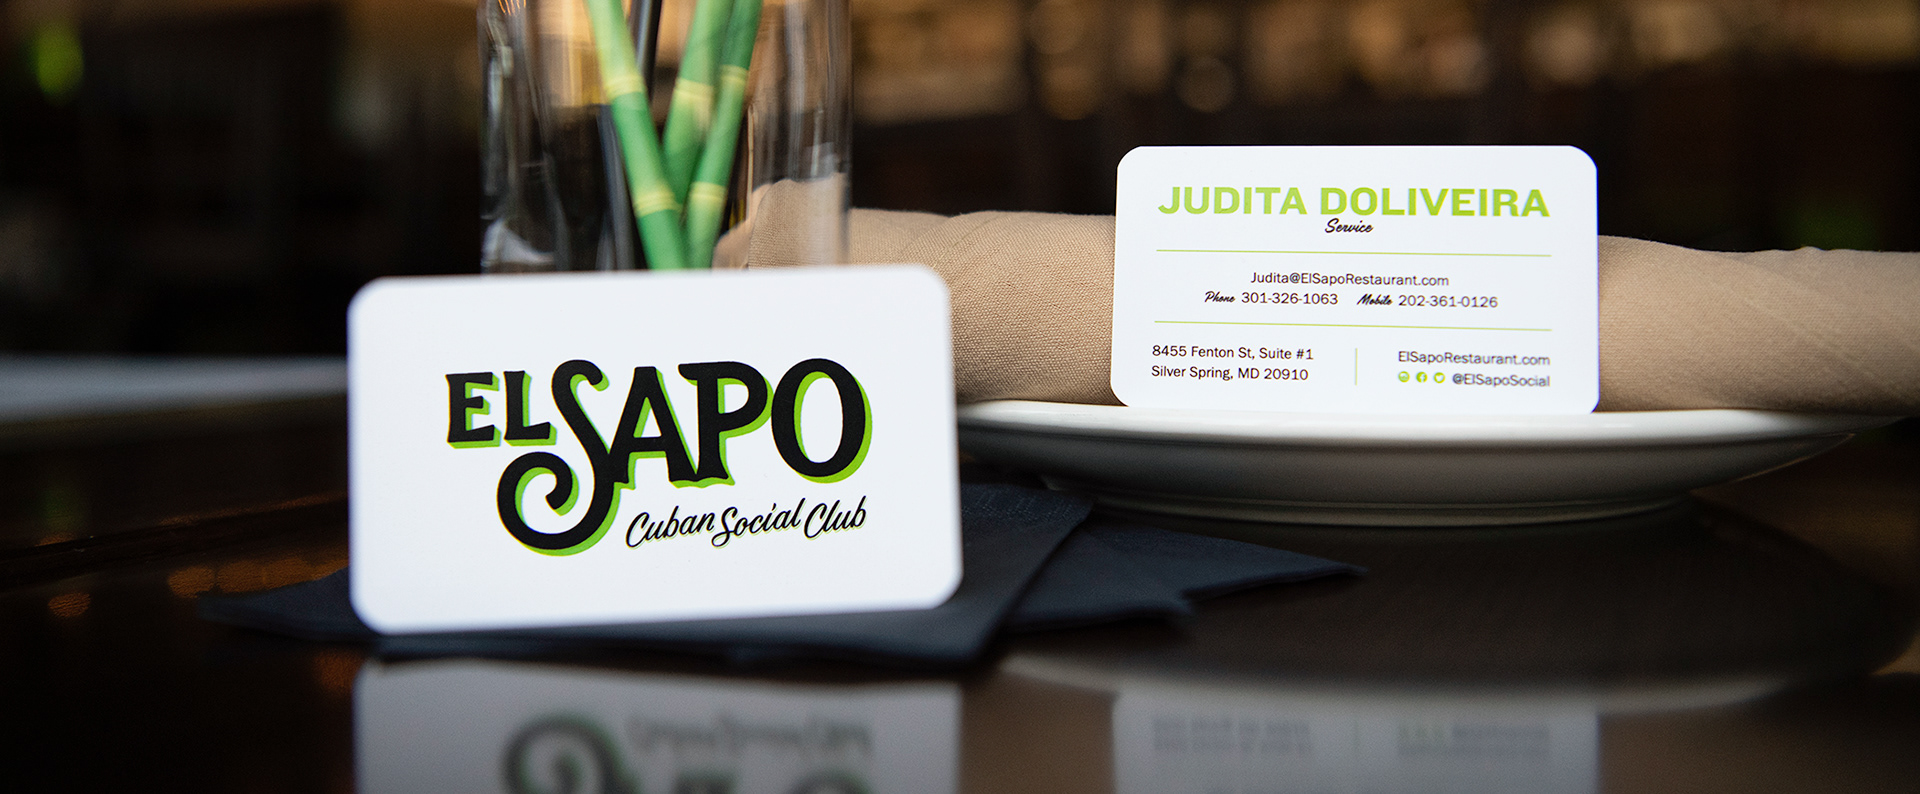 EL SAPO
Cuban Social Club
JUDITA DOLIVEIRA
Service
Judita@ElSapoRestaurant.com
Phone 301-326-1063 Mobile 202-361-0126
8455 Fenton St, Suite #1
Silver Spring, MD 20910
ElSapoRestaurant.com
@ElSapoSocial